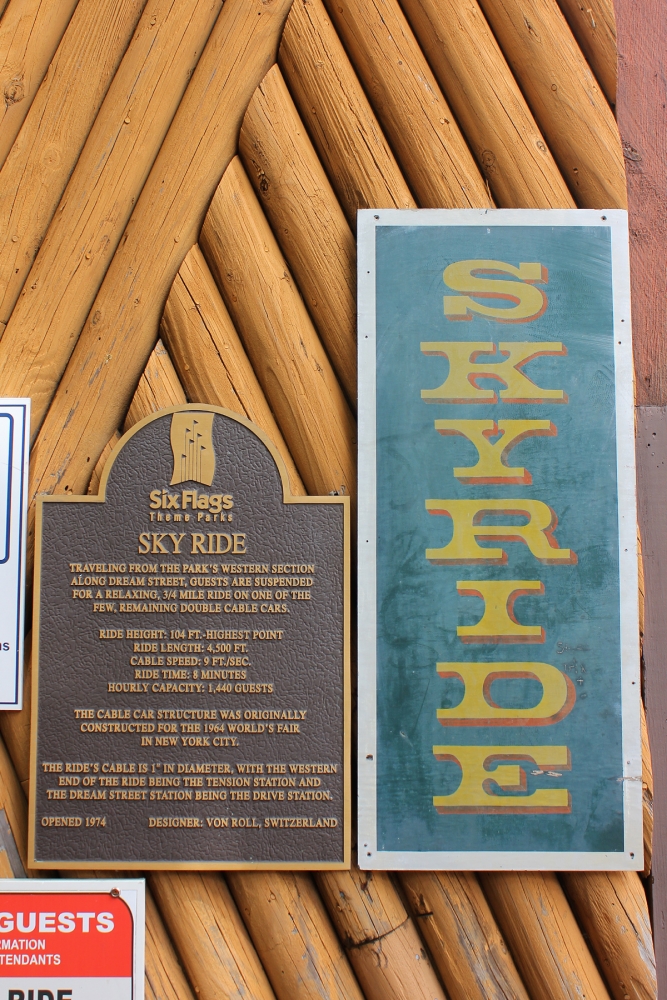 SKYRIDE
SixFlags
Theme Parks
SKY RIDE
TRAVELING FROM THE PARK'S WESTERN SECTION
ALONG DREAM STREET, GUESTS ARE SUSPENDED
FOR A RELAXING, 3/4 MILE RIDE ON ONE OF THE
FEW, REMAINING DOUBLE CABLE CARS.
RIDE HEIGHT: 104 FT.-HIGHEST POINT
RIDE LENGTH: 4,500 FT.
CABLE SPEED: 9 FT./SEC.
RIDE TIME: 8 MINUTES
HOURLY CAPACITY: 1,440 GUESTS
THE CABLE CAR STRUCTURE WAS ORIGINALLY
CONSTRUCTED FOR THE 1964 WORLD'S FAIR
IN NEW YORK CITY.
THE RIDE'S CABLE IS 1" IN DIAMETER, WITH THE WESTERN
END OF THE RIDE BEING THE TENSION STATION AND
THE DREAM STREET STATION BEING THE DRIVE STATION.
OPENED 1974 DESIGNER: VON ROLL, SWITZERLAND
GUESTS
RMATION
TENDANTS
RIDE